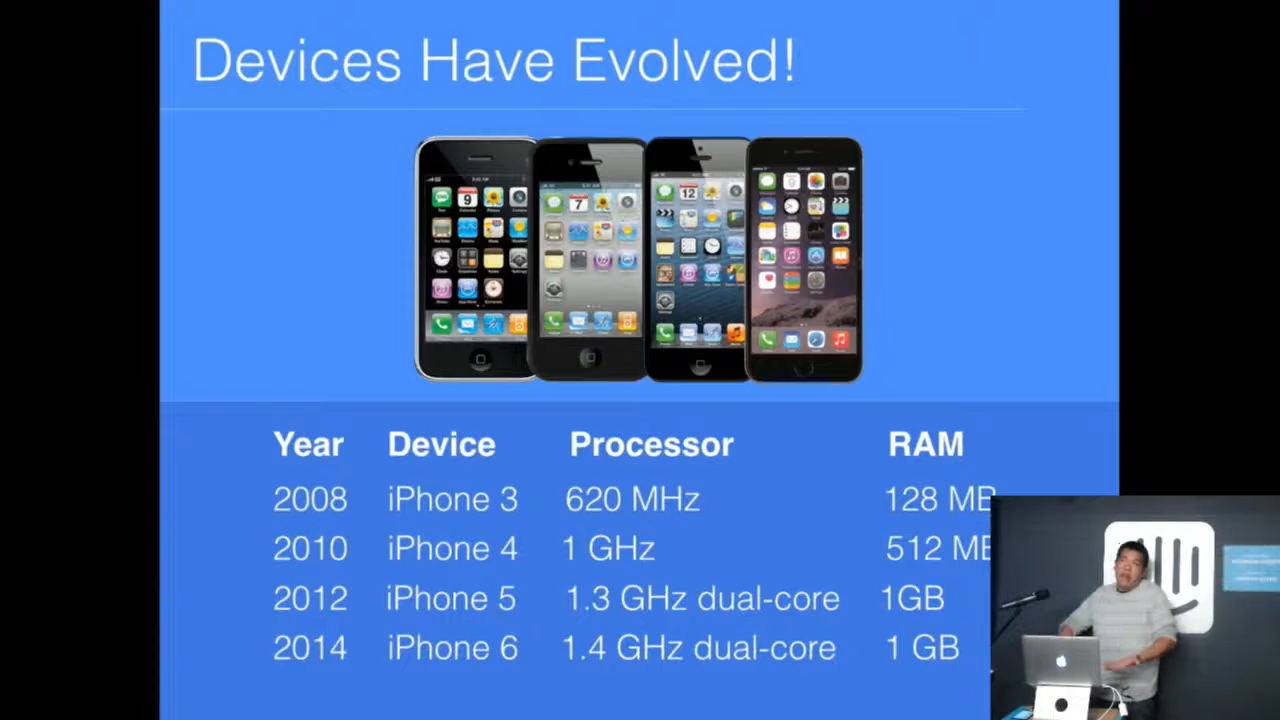 Devices Have Evolved!
Year Device Processor RAM
2008 iPhone 3 620 MHz 128 MB
2010 iPhone 4 1 GHz 512 MB
2012 iPhone 5 1.3 GHz dual-core 1GB
2014 iPhone 6 1.4 GHz dual-core 1 GB